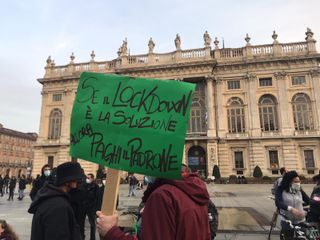 SE IL LOCKDOWN
È LA SOLUZIONE
ALLORA
PAGHI IL PADRONE